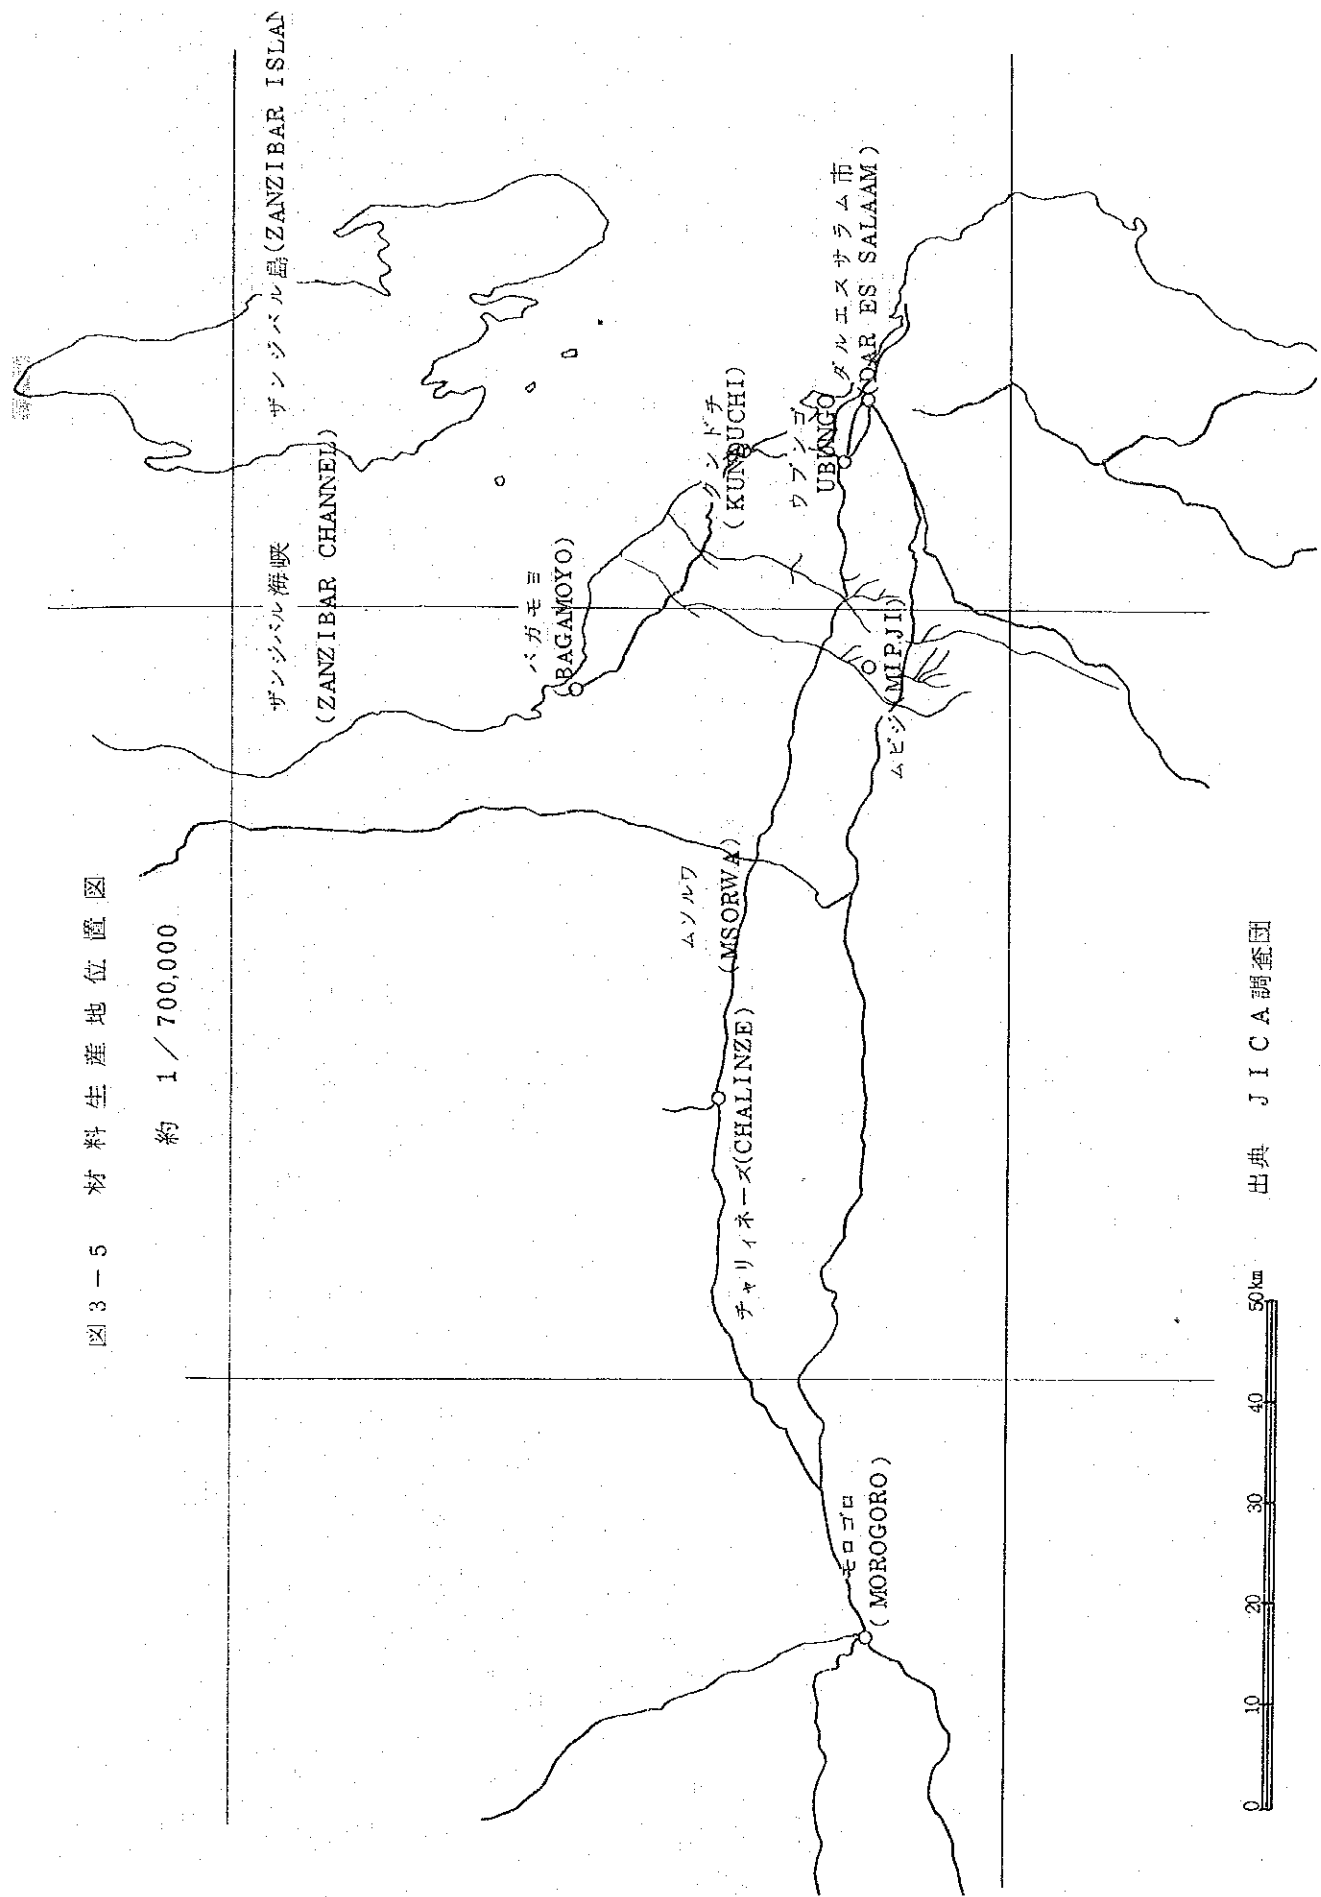 図3-5 材料生産地位置図
約 1/700,000
ザンジバル島(ZANZIBAR ISLAN
ザンジバル海峡
(ZANZIBAR CHANNEL)
バガモヨ
(BAGAMOYO)
クンドチ
(KUNDUCHI)
ウブンゴ
UBUNGO
ダルエスサラム市
(DAR ES SALAAM)
ムソルワ
(MSORWA)
チャリィネーズ(CHALINZE)
ムピジ(MIPJI)
モロゴロ
(MOROGORO)
0 10 20 30 40 50km
出典 JICA調査団